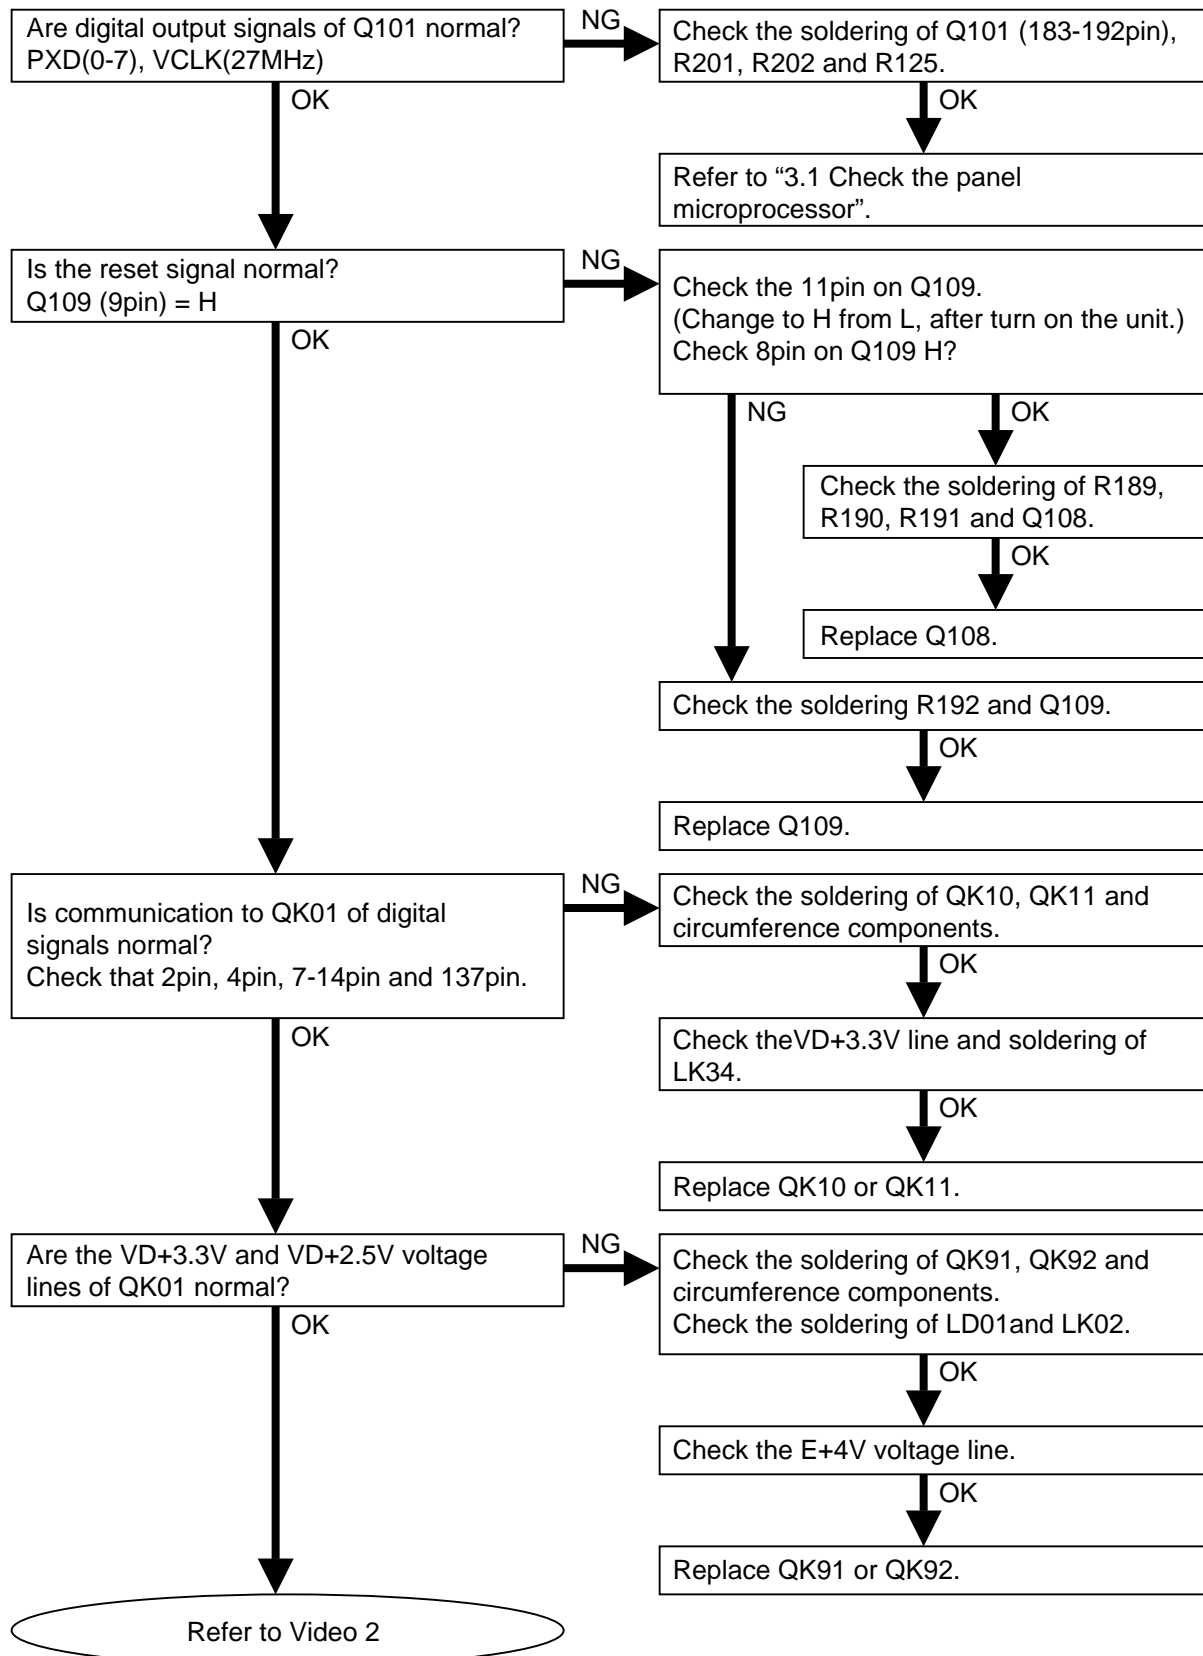 Are digital output signals of Q101 normal?
PXD(0-7), VCLK(27MHz)
NG
Check the soldering of Q101 (183-192pin),
R201, R202 and R125.
OK
OK
Refer to “3.1 Check the panel
microprocessor”.
Is the reset signal normal?
Q109 (9pin) = H
NG
Check the 11pin on Q109.
(Change to H from L, after turn on the unit.)
Check 8pin on Q109 H?
OK
NG
OK
Check the soldering of R189,
R190, R191 and Q108.
OK
Replace Q108.
Check the soldering R192 and Q109.
OK
Replace Q109.
Is communication to QK01 of digital
signals normal?
Check that 2pin, 4pin, 7-14pin and 137pin.
NG
Check the soldering of QK10, QK11 and
circumference components.
OK
OK
Check theVD+3.3V line and soldering of
LK34.
OK
Replace QK10 or QK11.
Are the VD+3.3V and VD+2.5V voltage
lines of QK01 normal?
NG
Check the soldering of QK91, QK92 and
circumference components.
Check the soldering of LD01and LK02.
OK
OK
Check the E+4V voltage line.
OK
Replace QK91 or QK92.
Refer to Video 2